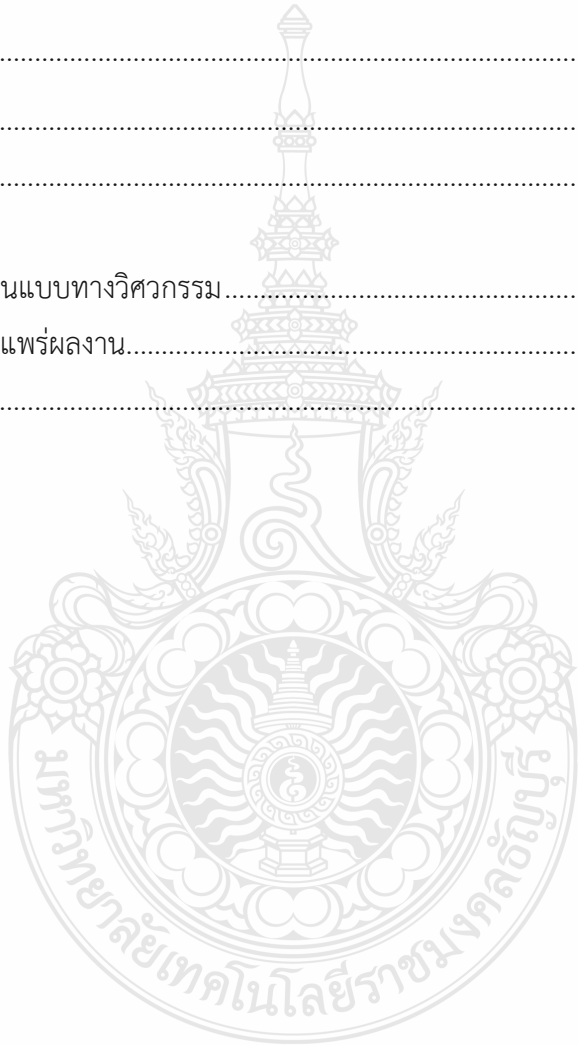 ........................................................................................
........................................................................................
........................................................................................
นแบบทางวิศวกรรม......................................................
แพร่ผลงาน.....................................................................
........................................................................................
มหาวิทยาลัยเทคโนโลยีราชมงคลธัญบุรี